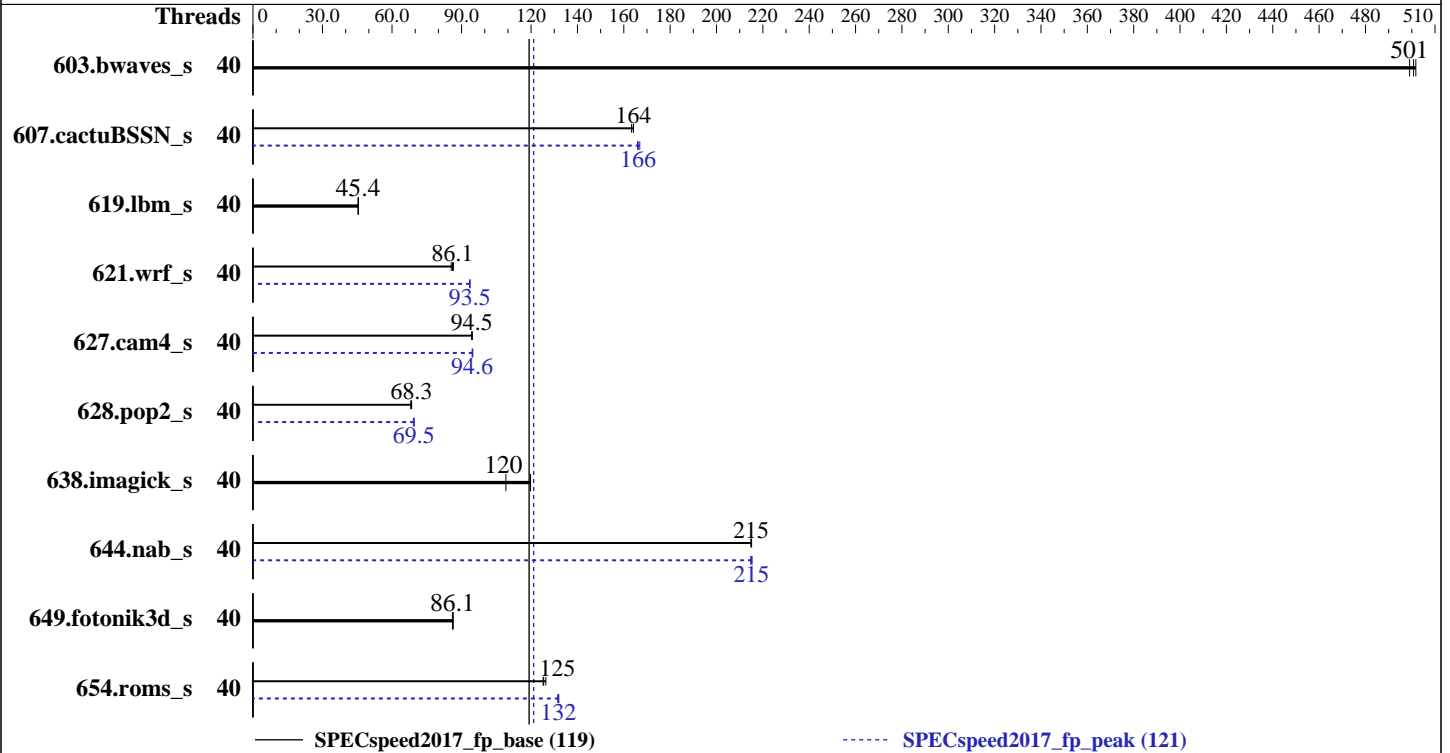 Threads 0 30.0 60.0 90.0 120 140 160 180 200 220 240 260 280 300 320 340 360 380 400 420 440 460 480 510
603.bwaves_s 40 501
607.cactuBSSN_s 40 164
166
619.lbm_s 40 45.4
621.wrf_s 40 86.1
93.5
627.cam4_s 40 94.5
94.6
628.pop2_s 40 68.3
69.5
638.imagick_s 40 120
644.nab_s 40 215
215
649.fotonik3d_s 40 86.1
654.roms_s 40 125
132
SPECspeed2017_fp_base (119) SPECspeed2017_fp_peak (121)